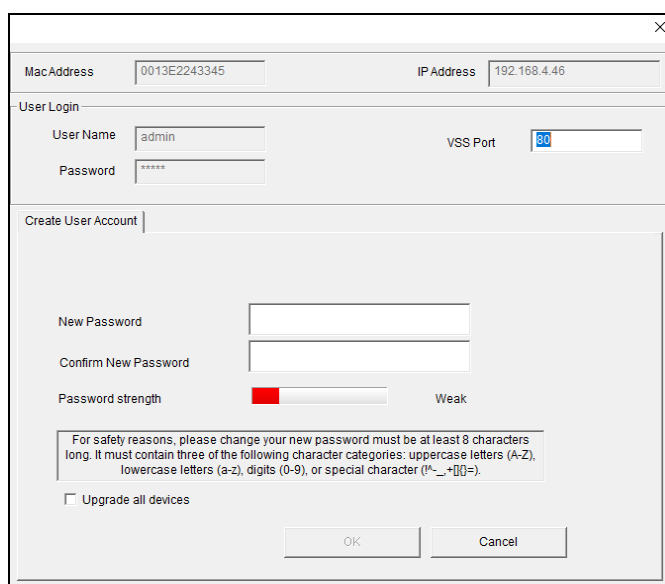 Mac Address 0013E2243345 IP Address 192.168.4.46
User Login
User Name admin VSS Port 80
Password *****
Create User Account
New Password
Confirm New Password
Password strength Weak
For safety reasons, please change your new password must be at least 8 characters
long. It must contain three of the following character categories: uppercase letters (A-Z),
lowercase letters (a-z), digits (0-9), or special character (!^-_,+[]{}=).
Upgrade all devices
OK Cancel